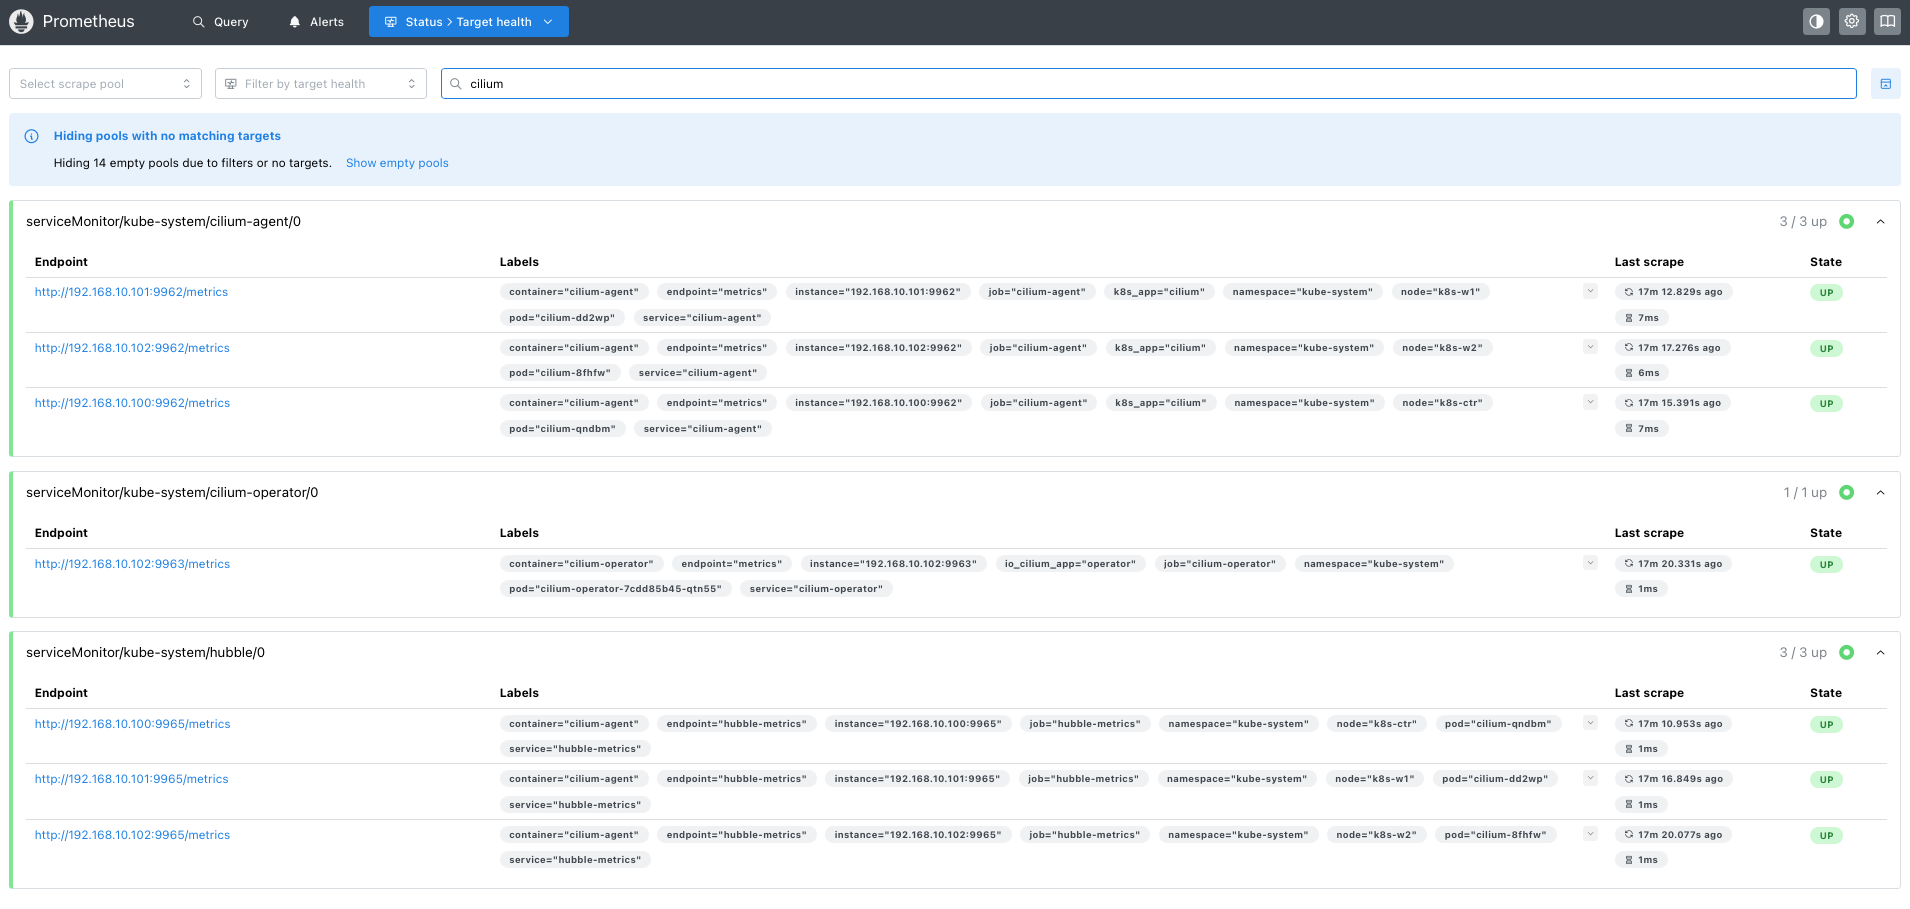 Prometheus Query Alerts Status > Target health
Select scrape pool Filter by target health cilium
Hiding pools with no matching targets
Hiding 14 empty pools due to filters or no targets. Show empty pools
serviceMonitor/kube-system/cilium-agent/0 3 / 3 up
Endpoint Labels Last scrape State
http://192.168.10.101:9962/metrics container="cilium-agent" endpoint="metrics" instance="192.168.10.101:9962" job="cilium-agent" k8s_app="cilium" namespace="kube-system" node="k8s-w1" 17m 12.829s ago UP
pod="cilium-dd2wp" service="cilium-agent" 7ms
http://192.168.10.102:9962/metrics container="cilium-agent" endpoint="metrics" instance="192.168.10.102:9962" job="cilium-agent" k8s_app="cilium" namespace="kube-system" node="k8s-w2" 17m 17.276s ago UP
pod="cilium-8fhfw" service="cilium-agent" 6ms
http://192.168.10.100:9962/metrics container="cilium-agent" endpoint="metrics" instance="192.168.10.100:9962" job="cilium-agent" k8s_app="cilium" namespace="kube-system" node="k8s-ctr" 17m 15.391s ago UP
pod="cilium-qndbm" service="cilium-agent" 7ms
serviceMonitor/kube-system/cilium-operator/0 1 / 1 up
Endpoint Labels Last scrape State
http://192.168.10.102:9963/metrics container="cilium-operator" endpoint="metrics" instance="192.168.10.102:9963" io_cilium_app="operator" job="cilium-operator" namespace="kube-system" 17m 20.331s ago UP
pod="cilium-operator-7cdd85b45-qtn55" service="cilium-operator" 1ms
serviceMonitor/kube-system/hubble/0 3 / 3 up
Endpoint Labels Last scrape State
http://192.168.10.100:9965/metrics container="cilium-agent" endpoint="hubble-metrics" instance="192.168.10.100:9965" job="hubble-metrics" namespace="kube-system" node="k8s-ctr" pod="cilium-qndbm" 17m 10.953s ago UP
service="hubble-metrics" 1ms
http://192.168.10.101:9965/metrics container="cilium-agent" endpoint="hubble-metrics" instance="192.168.10.101:9965" job="hubble-metrics" namespace="kube-system" node="k8s-w1" pod="cilium-dd2wp" 17m 16.849s ago UP
service="hubble-metrics" 1ms
http://192.168.10.102:9965/metrics container="cilium-agent" endpoint="hubble-metrics" instance="192.168.10.102:9965" job="hubble-metrics" namespace="kube-system" node="k8s-w2" pod="cilium-8fhfw" 17m 20.077s ago UP
service="hubble-metrics" 1ms